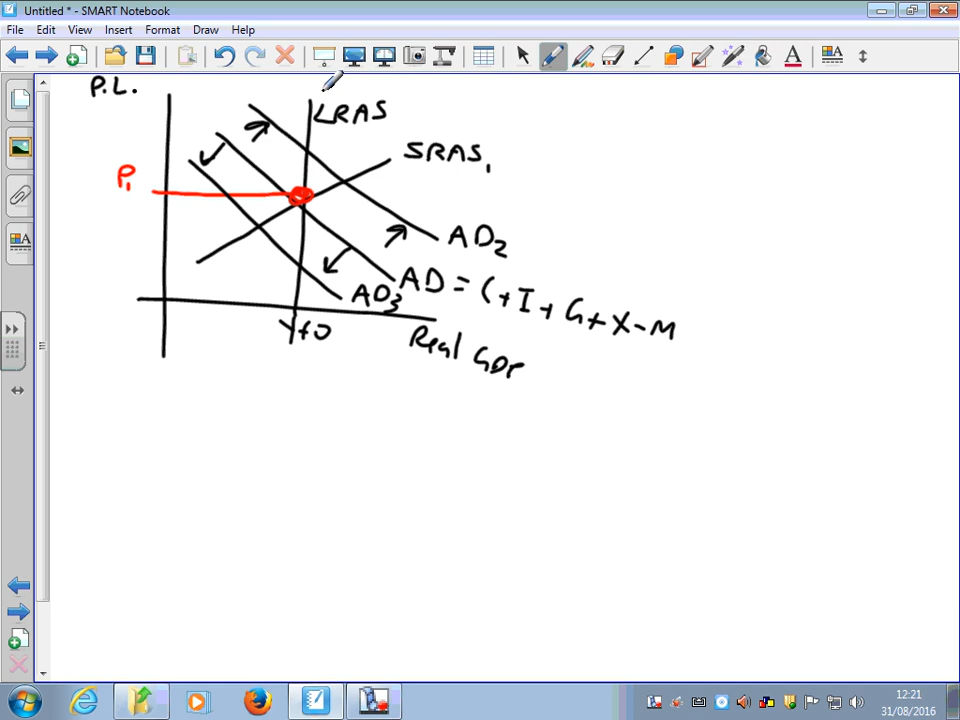 Untitled * - SMART Notebook
File Edit View Insert Format Draw Help
P.L.
LRAS
SRAS1
P1
AD2
AD = C+I+G+X-M
AD3
Yfo
Real GDP
12:21
31/08/2016